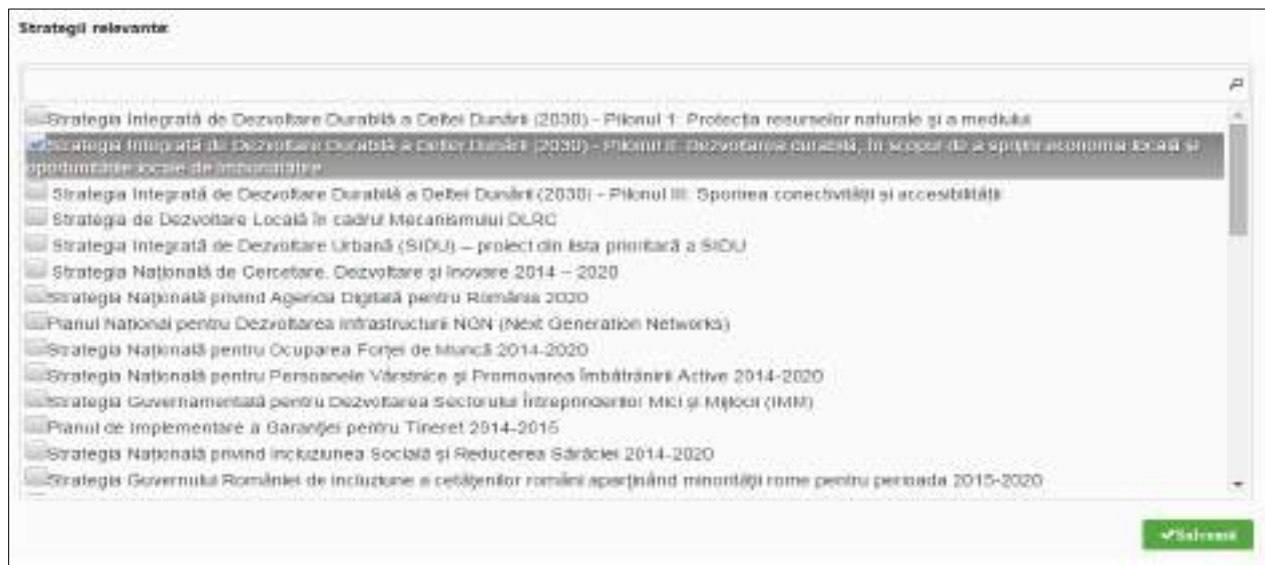 Strategii relevante:
Strategia Integrată de Dezvoltare Durabilă a Deltei Dunării (2030) - Pilonul 1: Protecția resurselor naturale și a mediului
Strategia Integrată de Dezvoltare Durabilă a Deltei Dunării (2030) - Pilonul II: Dezvoltarea durabilă, în scopul de a sprijini economia locală și
oportunitățile locale de îmbunătățire
Strategia Integrată de Dezvoltare Durabilă a Deltei Dunării (2030) - Pilonul III: Sporirea conectivității și accesibilității
Strategia de Dezvoltare Locală în cadrul Mecanismului DLRC
Strategia Integrată de Dezvoltare Urbană (SIDU) – proiect din lista prioritară a SIDU
Strategia Națională de Cercetare, Dezvoltare și Inovare 2014 – 2020
Strategia Națională privind Agenda Digitală pentru România 2020
Planul Național pentru Dezvoltarea Infrastructurii NGN (Next Generation Networks)
Strategia Națională pentru Ocuparea Forței de Muncă 2014-2020
Strategia Națională pentru Persoanele Vârstnice și Promovarea Îmbătrânirii Active 2014-2020
Strategia Guvernamentală pentru Dezvoltarea Sectorului Întreprinderilor Mici și Mijlocii (IMM)
Planul de Implementare a Garanției pentru Tineret 2014-2015
Strategia Națională privind Incluziunea Socială și Reducerea Sărăciei 2014-2020
Strategia Guvernului României de incluziune a cetățenilor români aparținând minorității rome pentru perioada 2015-2020
Salvează